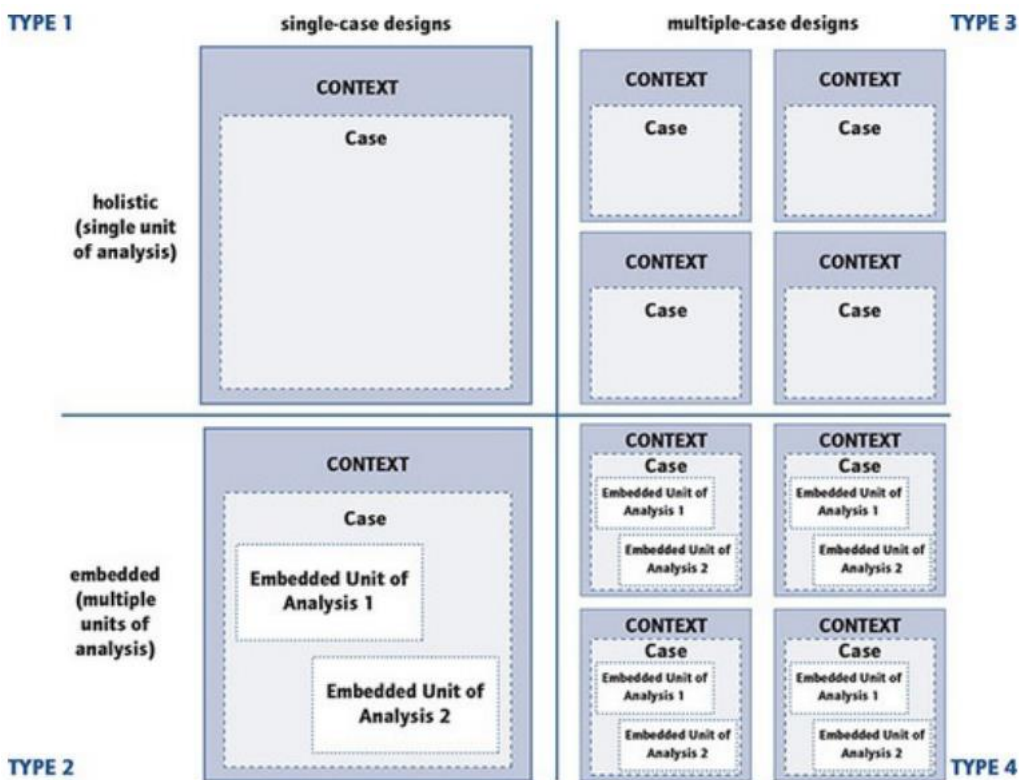 TYPE 1
single-case designs
multiple-case designs
TYPE 3
CONTEXT
Case
holistic
(single unit
of analysis)
CONTEXT
Case
CONTEXT
Case
CONTEXT
Case
CONTEXT
Case
embedded
(multiple
units of
analysis)
CONTEXT
Case
Embedded Unit of
Analysis 1
Embedded Unit of
Analysis 2
CONTEXT
Case
Embedded Unit of
Analysis 1
Embedded Unit of
Analysis 2
CONTEXT
Case
Embedded Unit of
Analysis 1
Embedded Unit of
Analysis 2
CONTEXT
Case
Embedded Unit of
Analysis 1
Embedded Unit of
Analysis 2
CONTEXT
Case
Embedded Unit of
Analysis 1
Embedded Unit of
Analysis 2
TYPE 2
TYPE 4